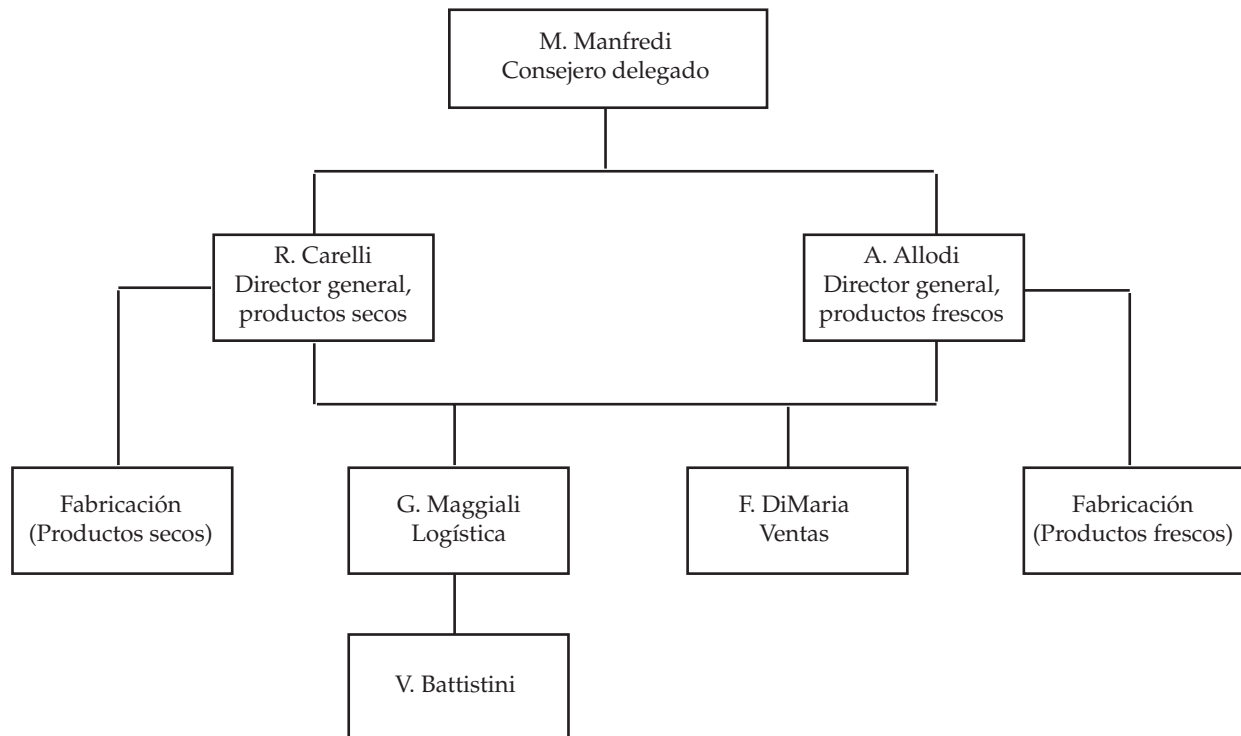 M. Manfredi
Consejero delegado
R. Carelli
Director general,
productos secos
A. Allodi
Director general,
productos frescos
Fabricación
(Productos secos)
G. Maggiali
Logística
F. DiMaria
Ventas
Fabricación
(Productos frescos)
V. Battistini